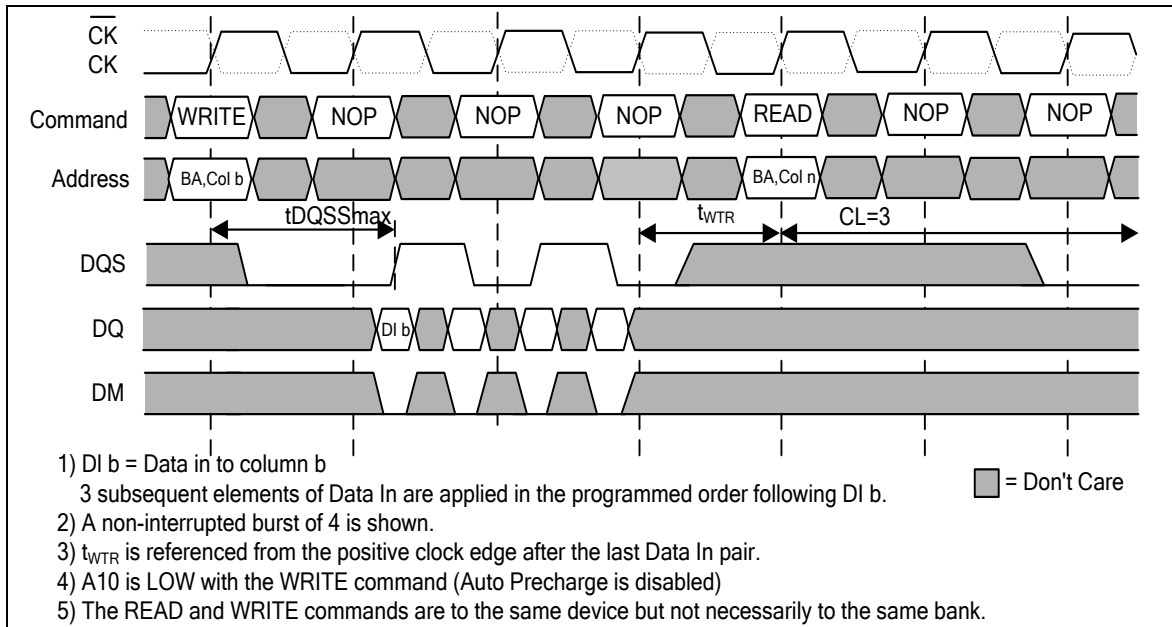 CK
CK
Command WRITE NOP NOP NOP READ NOP NOP
Address BA,Col b BA,Col n
tDQSSmax tWTR CL=3
DQS
DQ DI b
DM
1) DI b = Data in to column b
3 subsequent elements of Data In are applied in the programmed order following DI b.
= Don't Care
2) A non-interrupted burst of 4 is shown.
3) tWTR is referenced from the positive clock edge after the last Data In pair.
4) A10 is LOW with the WRITE command (Auto Precharge is disabled)
5) The READ and WRITE commands are to the same device but not necessarily to the same bank.